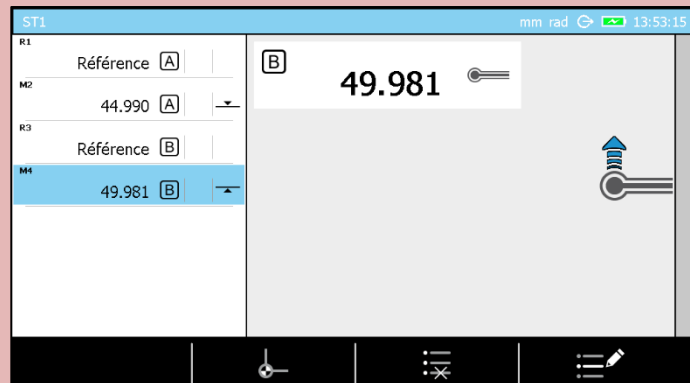 ST1 mm rad 13:53:15
R1
Référence A
M2
44.990 A
R3
Référence B
M4
49.981 B
B
49.981